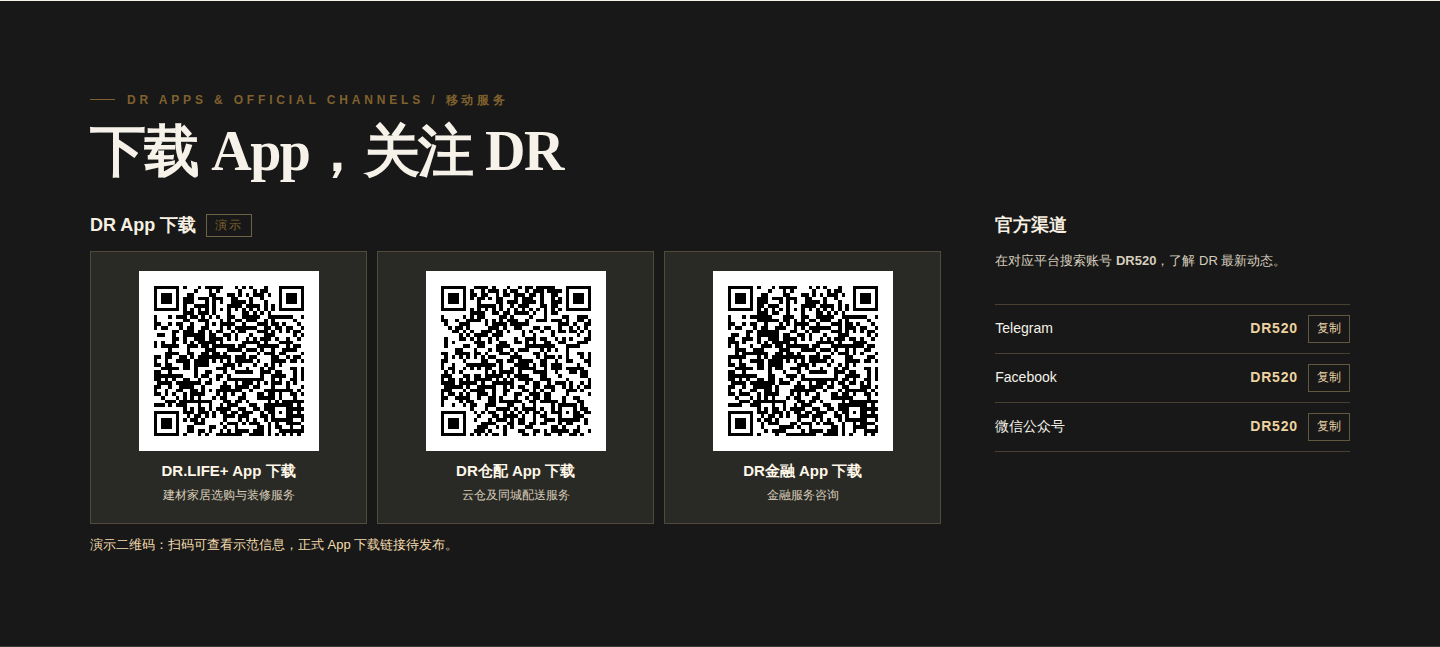 DR APPS & OFFICIAL CHANNELS / 移动服务
下载 App，关注 DR
DR App 下载 演示
DR.LIFE+ App 下载
建材家居选购与装修服务
DR仓配 App 下载
云仓及同城配送服务
DR金融 App 下载
金融服务咨询
演示二维码：扫码可查看示范信息，正式 App 下载链接待发布。
官方渠道
在对应平台搜索账号 DR520，了解 DR 最新动态。
Telegram DR520 复制
Facebook DR520 复制
微信公众号 DR520 复制